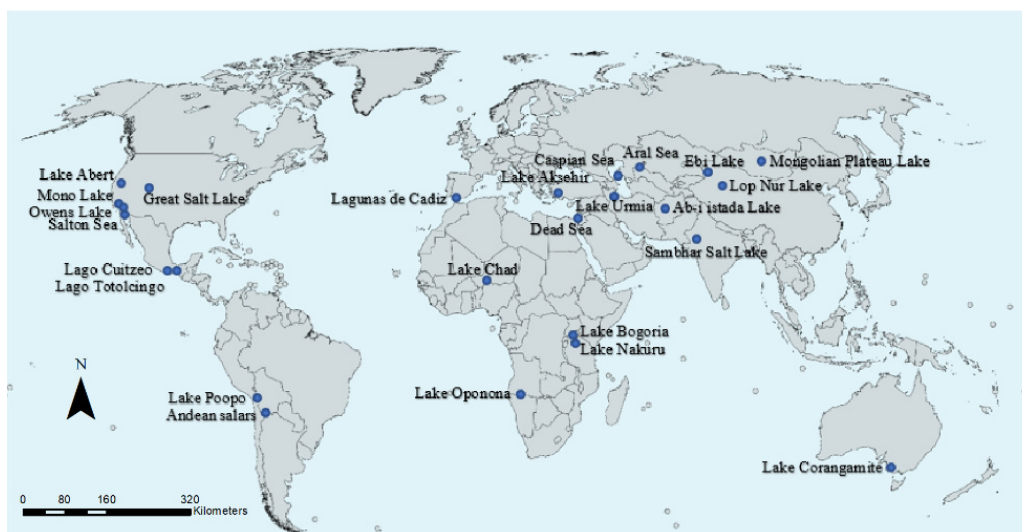 Lake Abert
Mono Lake
Owens Lake
Salton Sea
Great Salt Lake
Lago Cuitzeo
Lago Totolcingo
Lake Poopo
Andean salars
Lagunas de Cadiz
Caspian Sea
Lake Aksehir
Aral Sea
Ebi Lake
Mongolian Plateau Lake
Lop Nur Lake
Lake Urmia
Ab-i istada Lake
Dead Sea
Sambhar Salt Lake
Lake Chad
Lake Bogoria
Lake Nakuru
Lake Oponona
Lake Corangamite
N
0 80 160 320
Kilometers